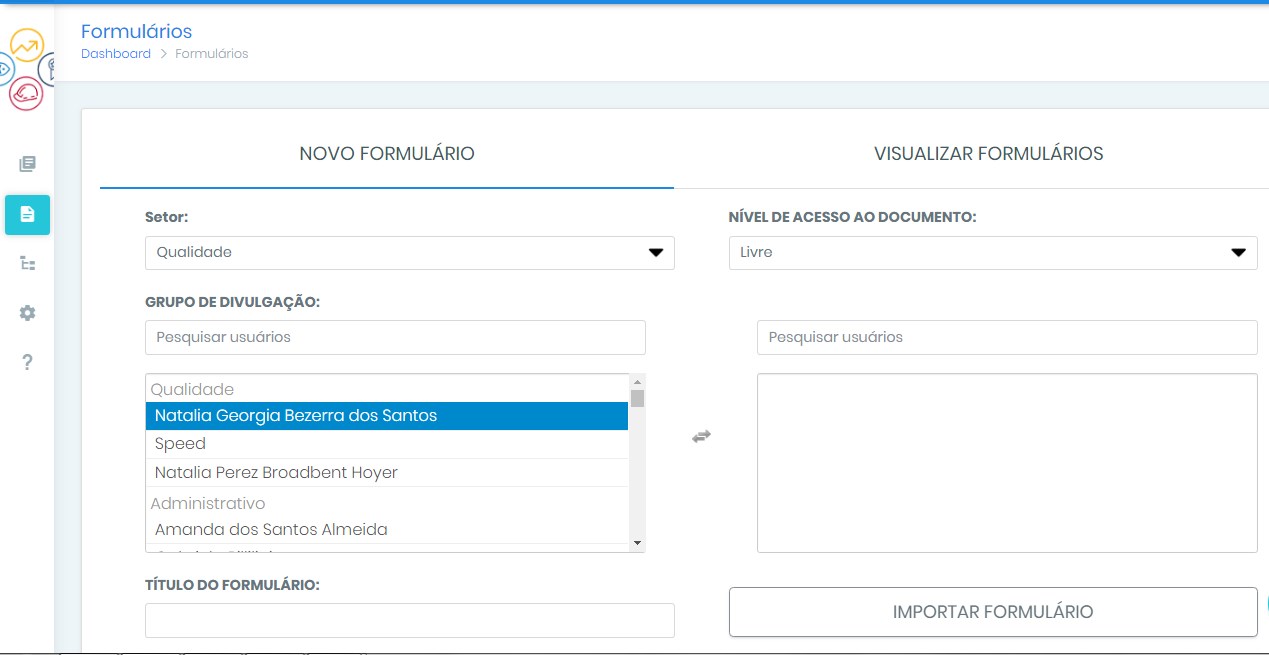 Formulários
Dashboard > Formulários
NOVO FORMULÁRIO
VISUALIZAR FORMULÁRIOS
Setor:
NÍVEL DE ACESSO AO DOCUMENTO:
Qualidade
Livre
GRUPO DE DIVULGAÇÃO:
Pesquisar usuários
Pesquisar usuários
Qualidade
Natalia Georgia Bezerra dos Santos
Speed
Natalia Perez Broadbent Hoyer
Administrativo
Amanda dos Santos Almeida
TÍTULO DO FORMULÁRIO:
IMPORTAR FORMULÁRIO